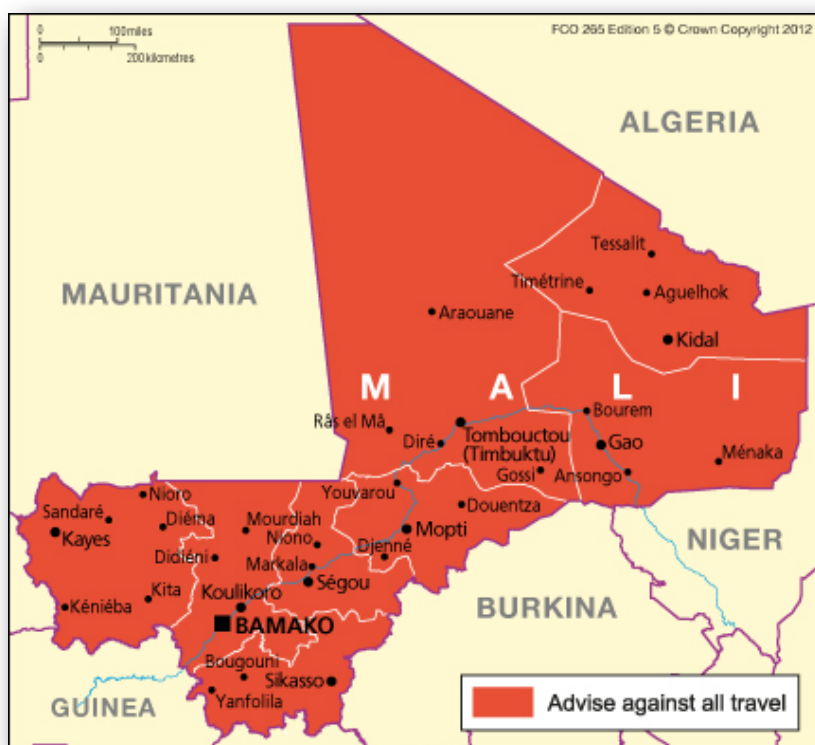 0 100miles
0 200kilometres
FCO 265 Edition 5 © Crown Copyright 2012
ALGERIA
MAURITANIA
Tessalit
Timétrine
Aguelhok
Araouane
Kidal
M A L I
Râs el Mâ
Diré
Tombouctou
(Timbuktu)
Bourem
Gao
Gossi
Ansongo
Ménaka
Youvarou
Douentza
Nioro
Sandaré
Diéma
Kayes
Mourdiah
Niono
Mopti
Djenné
NIGER
Didiéni
Markala
Ségou
Kita
Koulikoro
Kéniéba
BAMAKO
BURKINA
Bougouni
Sikasso
Yanfolila
GUINEA
Advise against all travel